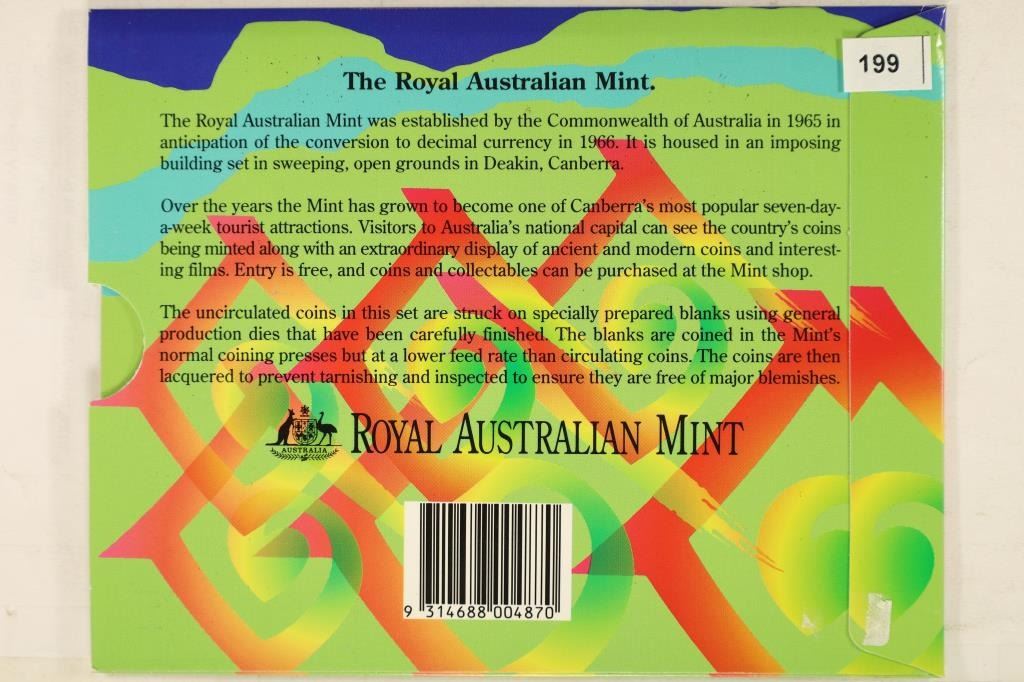 199
The Royal Australian Mint.
The Royal Australian Mint was established by the Commonwealth of Australia in 1965 in
anticipation of the conversion to decimal currency in 1966. It is housed in an imposing
building set in sweeping, open grounds in Deakin, Canberra.
Over the years the Mint has grown to become one of Canberra's most popular seven-day-
a-week tourist attractions. Visitors to Australia's national capital can see the country's coins
being minted along with an extraordinary display of ancient and modern coins and interest-
ing films. Entry is free, and coins and collectables can be purchased at the Mint shop.
The uncirculated coins in this set are struck on specially prepared blanks using general
production dies that have been carefully finished. The blanks are coined in the Mint's
normal coining presses but at a lower feed rate than circulating coins. The coins are then
lacquered to prevent tarnishing and inspected to ensure they are free of major blemishes.
AUSTRALIA
ROYAL AUSTRALIAN MINT
9 314688 004870